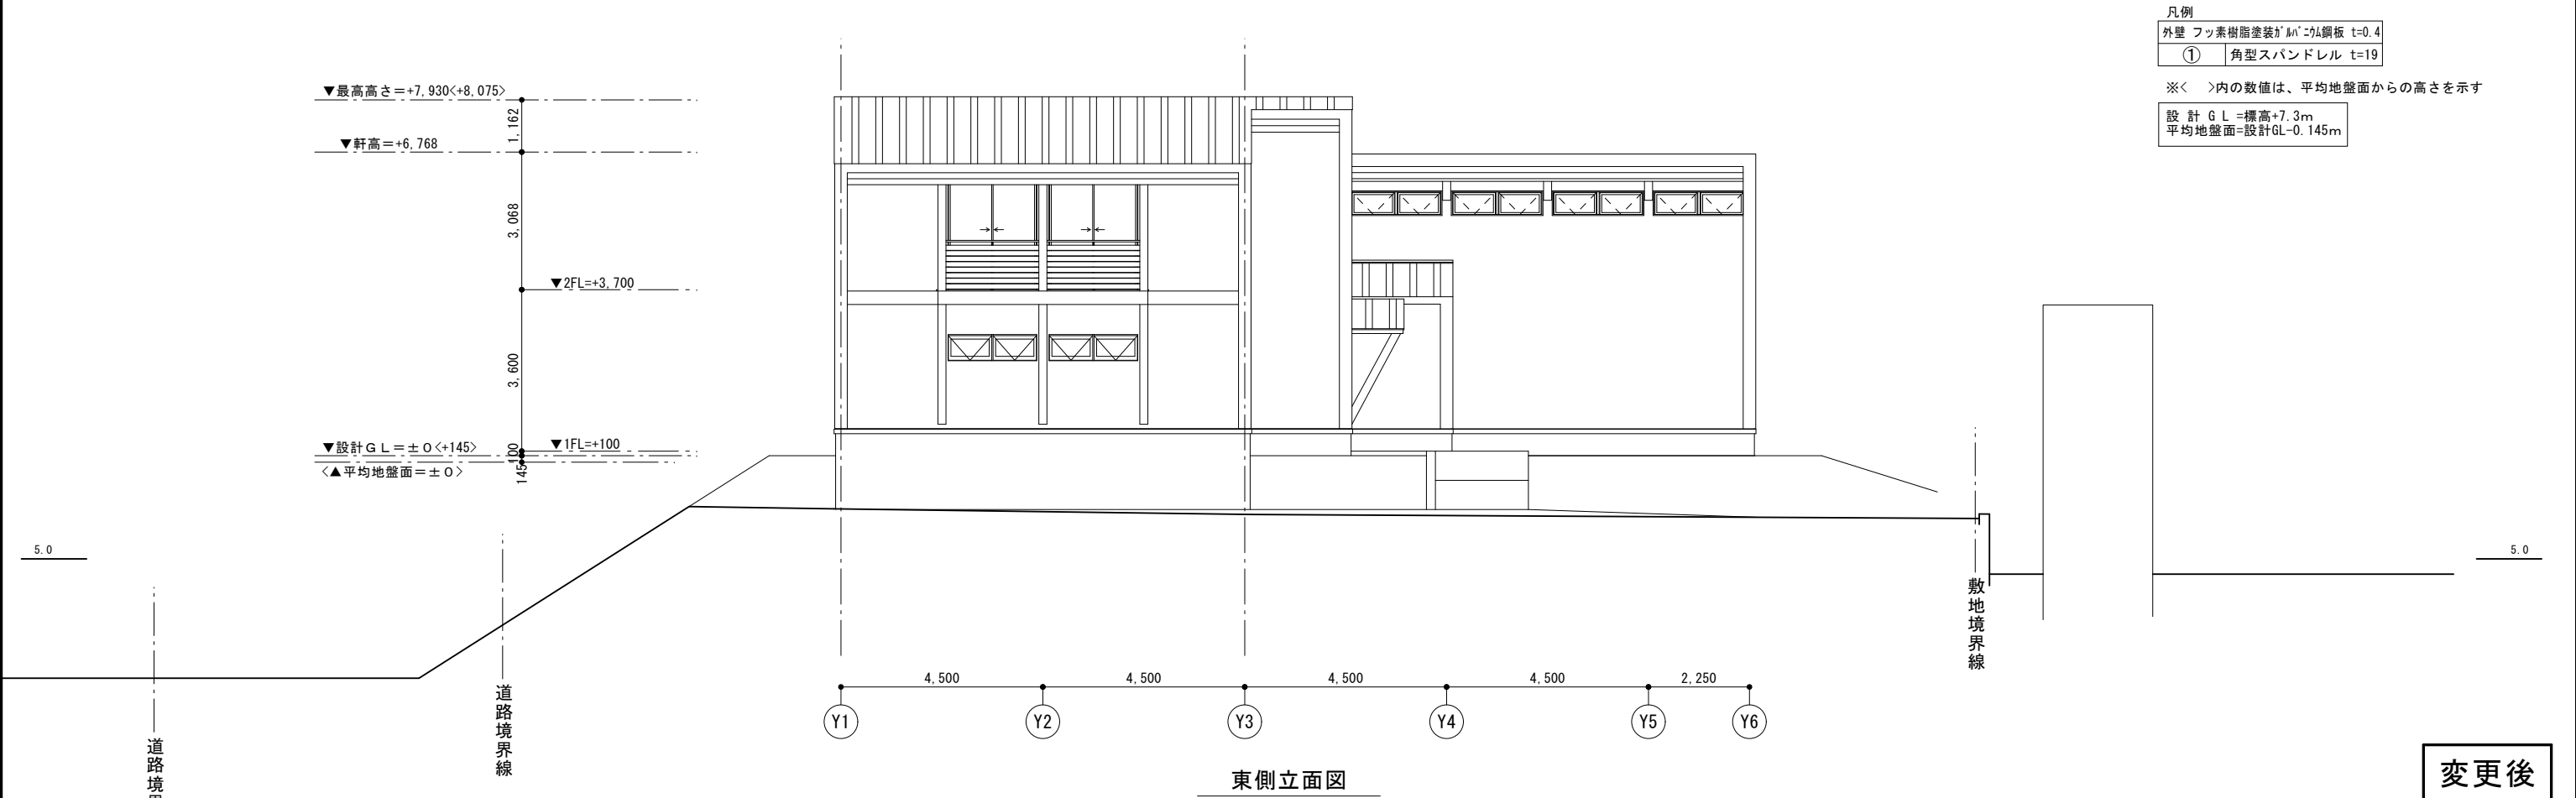 凡例
外壁 フッ素樹脂塗装ｶﾞﾙﾊﾞﾆｳﾑ鋼板 t=0.4
① 角型スパンドレル t=19
※< >内の数値は、平均地盤面からの高さを示す
設 計 G L =標高+7.3m
平均地盤面=設計GL-0.145m
▼最高高さ=+7,930<+8,075>
1,162
▼軒高=+6,768
3,068
▼2FL=+3,700
3,600
▼設計GL=±0<+145>
100
▼1FL=+100
<▲平均地盤面=±0>
145
5.0
5.0
道路境界線
敷地境界線
4,500
4,500
4,500
4,500
2,250
Y1
Y2
Y3
Y4
Y5
Y6
道路境
東側立面図
変更後